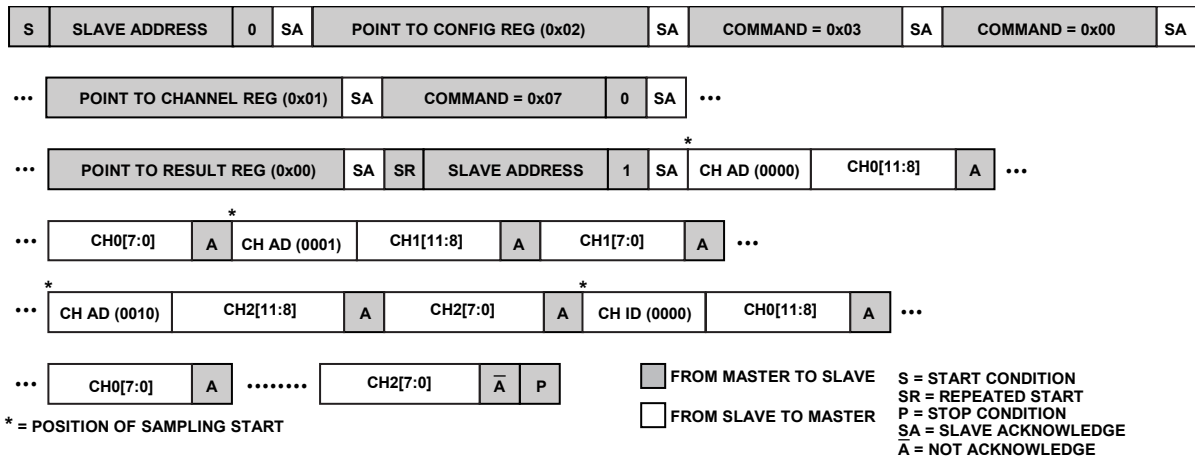 S SLAVE ADDRESS 0 SA POINT TO CONFIG REG (0x02) SA COMMAND = 0x03 SA COMMAND = 0x00 SA
••• POINT TO CHANNEL REG (0x01) SA COMMAND = 0x07 0 SA •••
*
••• POINT TO RESULT REG (0x00) SA SR SLAVE ADDRESS 1 SA CH AD (0000) CH0[11:8] A •••
*
••• CH0[7:0] A CH AD (0001) CH1[11:8] A CH1[7:0] A •••
* *
CH AD (0010) CH2[11:8] A CH2[7:0] A CH ID (0000) CH0[11:8] A •••
••• CH0[7:0] A •••••••• CH2[7:0] A̅ P
* = POSITION OF SAMPLING START
FROM MASTER TO SLAVE
FROM SLAVE TO MASTER
S = START CONDITION
SR = REPEATED START
P = STOP CONDITION
SA = SLAVE ACKNOWLEDGE
A̅ = NOT ACKNOWLEDGE